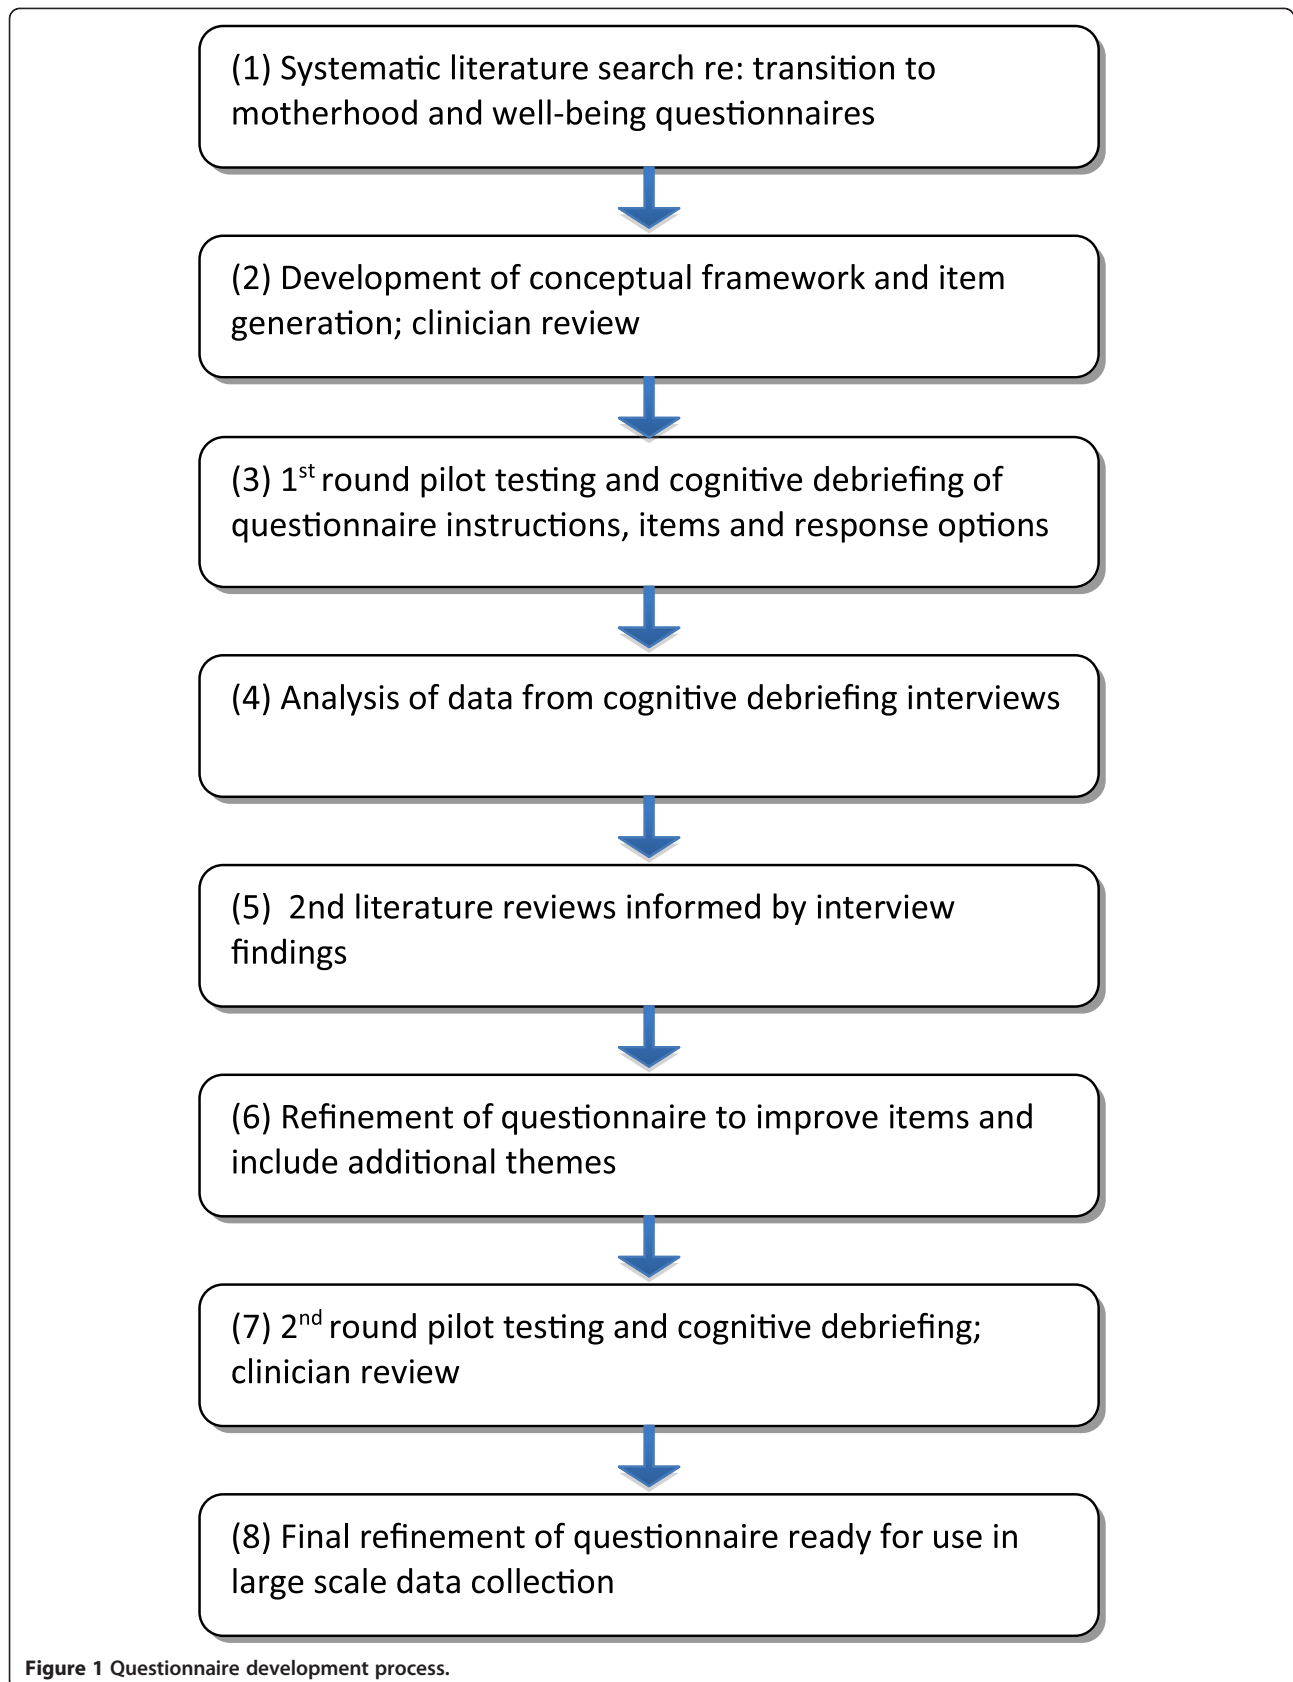 (1) Systematic literature search re: transition to
motherhood and well-being questionnaires
(2) Development of conceptual framework and item
generation; clinician review
(3) 1st round pilot testing and cognitive debriefing of
questionnaire instructions, items and response options
(4) Analysis of data from cognitive debriefing interviews
(5)  2nd literature reviews informed by interview
findings
(6) Refinement of questionnaire to improve items and
include additional themes
(7) 2nd round pilot testing and cognitive debriefing;
clinician review
(8) Final refinement of questionnaire ready for use in
large scale data collection
Figure 1 Questionnaire development process.